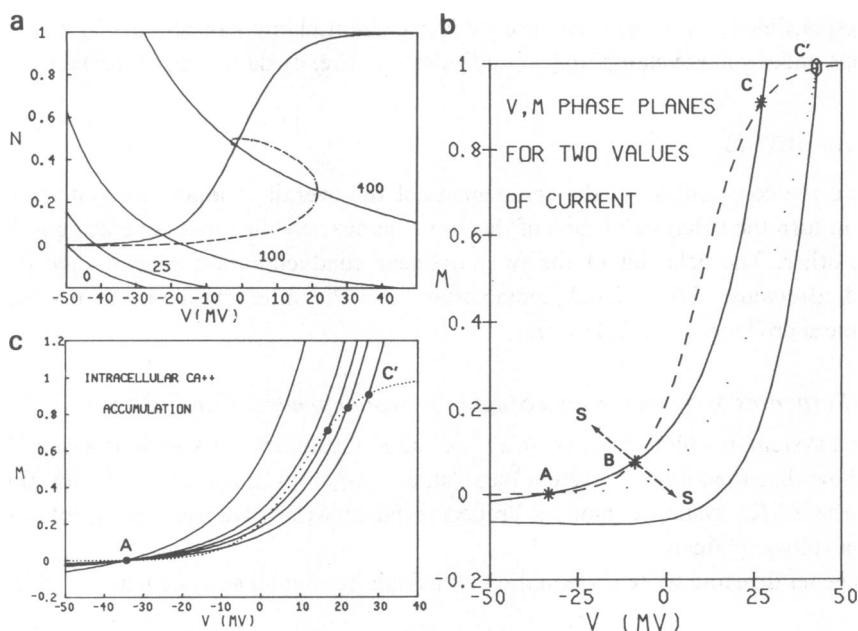 a
1
0.8
0.6
N
0.4
0.2
0
400
0
25
100
-50 -40 -30 -20 -10 0 10 20 30 40
V (MV)
b
C'
1
C
V,M PHASE PLANES
FOR TWO VALUES
OF CURRENT
0.8
0.6
M
0.4
0.2
S
B
A
S
0
0.2
-50 -25 0 25 50
V (MV)
c
1.2
1
0.8
0.6
M
0.4
0.2
0
-0.2
INTRACELLULAR CA++
ACCUMULATION
C'
A
-50 -40 -30 -20 -10 0 10 20 30 40
V (MV)